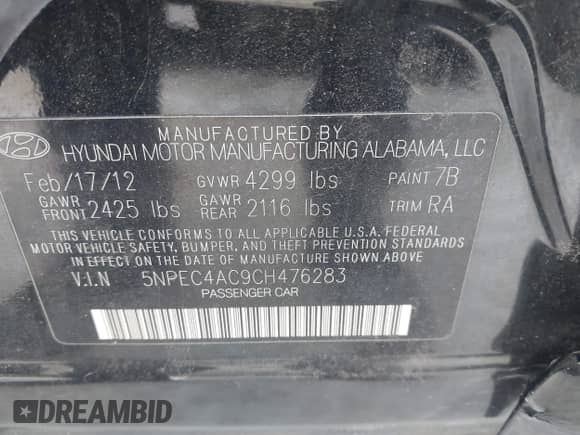 MANUFACTURED BY
HYUNDAI MOTOR MANUFACTURING ALABAMA, LLC
Feb/17/12 GVWR 4299 lbs PAINT 7B
GAWR FRONT 2425 lbs GAWR REAR 2116 lbs TRIM RA
THIS VEHICLE CONFORMS TO ALL APPLICABLE U.S.A. FEDERAL
MOTOR VEHICLE SAFETY, BUMPER, AND THEFT PREVENTION STANDARDS
IN EFFECT ON THE DATE OF MANUFACTURE SHOWN ABOVE
V.I.N 5NPEC4AC9CH476283
PASSENGER CAR
DREAMBID